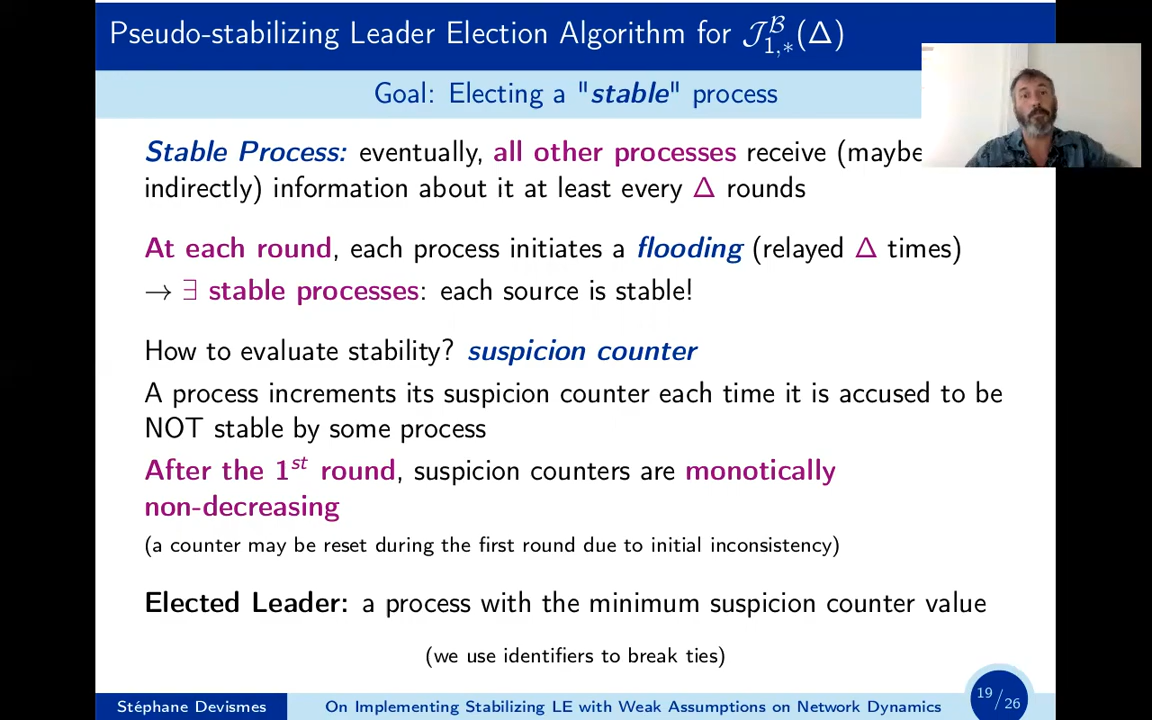 Pseudo-stabilizing Leader Election Algorithm for 𝒥ᴮ₁,*(Δ)
Goal: Electing a "stable" process
Stable Process: eventually, all other processes receive (maybe
indirectly) information about it at least every Δ rounds
At each round, each process initiates a flooding (relayed Δ times)
→ ∃ stable processes: each source is stable!
How to evaluate stability? suspicion counter
A process increments its suspicion counter each time it is accused to be
NOT stable by some process
After the 1st round, suspicion counters are monotically
non-decreasing
(a counter may be reset during the first round due to initial inconsistency)
Elected Leader: a process with the minimum suspicion counter value
(we use identifiers to break ties)
Stéphane Devismes On Implementing Stabilizing LE with Weak Assumptions on Network Dynamics 19/26